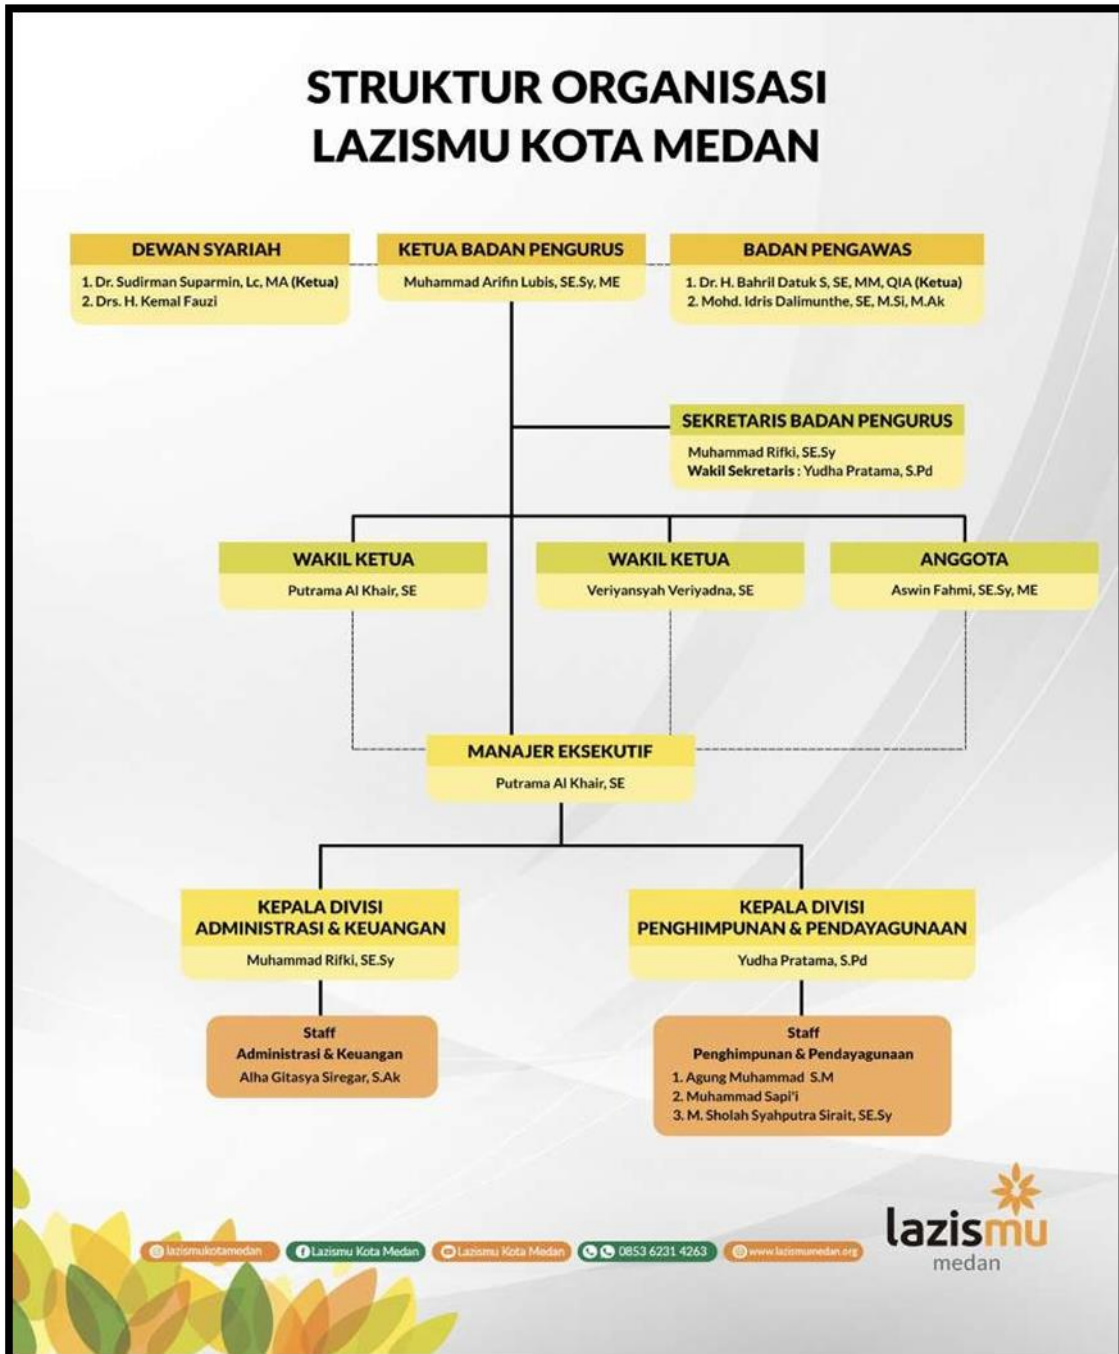 STRUKTUR ORGANISASI
LAZISMU KOTA MEDAN
DEWAN SYARIAH
1. Dr. Sudirman Suparmin, Lc, MA (Ketua)
2. Drs. H. Kemal Fauzi
KETUA BADAN PENGURUS
Muhammad Arifin Lubis, SE.Sy, ME
BADAN PENGAWAS
1. Dr. H. Bahril Datuk S, SE, MM, QIA (Ketua)
2. Mohd. Idris Dalimunthe, SE, M.Si, M.Ak
SEKRETARIS BADAN PENGURUS
Muhammad Rifki, SE.Sy
Wakil Sekretaris : Yudha Pratama, S.Pd
WAKIL KETUA
Putrama Al Khair, SE
WAKIL KETUA
Veriyansyah Veriyadna, SE
ANGGOTA
Aswin Fahmi, SE.Sy, ME
MANAJER EKSEKUTIF
Putrama Al Khair, SE
KEPALA DIVISI
ADMINISTRASI & KEUANGAN
Muhammad Rifki, SE.Sy
KEPALA DIVISI
PENGHIMPUNAN & PENDAYAGUNAAN
Yudha Pratama, S.Pd
Staff
Administrasi & Keuangan
Alha Gitasya Siregar, S.Ak
Staff
Penghimpunan & Pendayagunaan
1. Agung Muhammad S.M
2. Muhammad Sapi'i
3. M. Sholah Syahputra Sirait, SE.Sy
lazismukotamedan
Lazismu Kota Medan
Lazismu Kota Medan
0853 6231 4263
www.lazismumedan.org
lazismu
medan